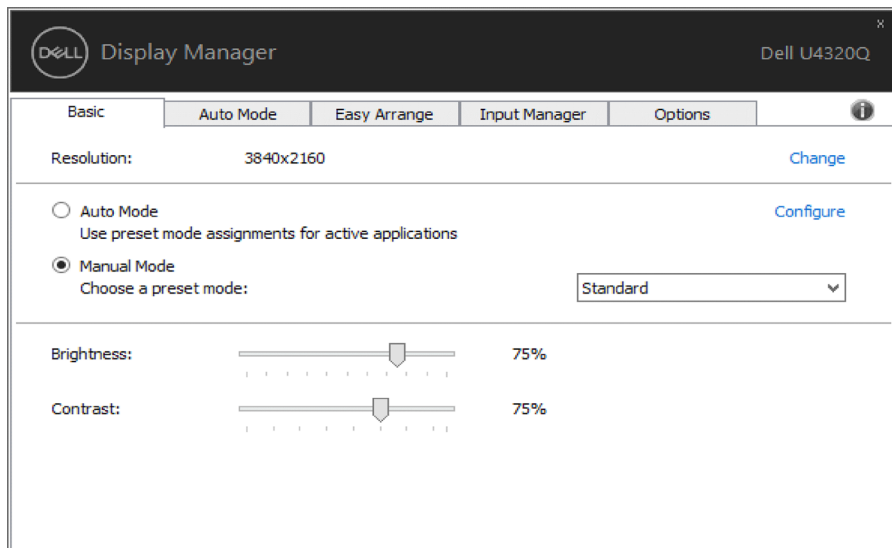 x
DELL Display Manager Dell U4320Q
Basic Auto Mode Easy Arrange Input Manager Options i
Resolution: 3840x2160 Change
Auto Mode Configure
Use preset mode assignments for active applications
Manual Mode
Choose a preset mode: Standard
Brightness: 75%
Contrast: 75%